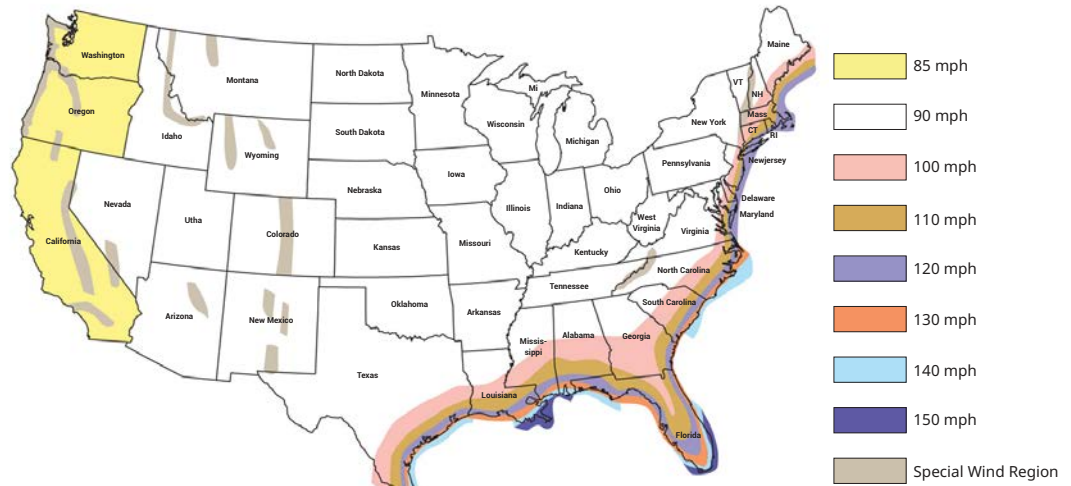 Washington
Oregon
California
Nevada
Idaho
Montana
Wyoming
Utha
Arizona
Colorado
New Mexico
North Dakota
South Dakota
Nebraska
Kansas
Oklahoma
Texas
Minnesota
Iowa
Missouri
Arkansas
Louisiana
Wisconsin
Mi
Michigan
Illinois
Indiana
Ohio
Kentucky
Tennessee
Missis-
sippi
Alabama
Georgia
Florida
South Carolina
North Carolina
Virginia
West
Virginia
Pennsylvania
New York
Maine
VT
NH
Mass
CT
RI
Newjersey
Delaware
Maryland
85 mph
90 mph
100 mph
110 mph
120 mph
130 mph
140 mph
150 mph
Special Wind Region